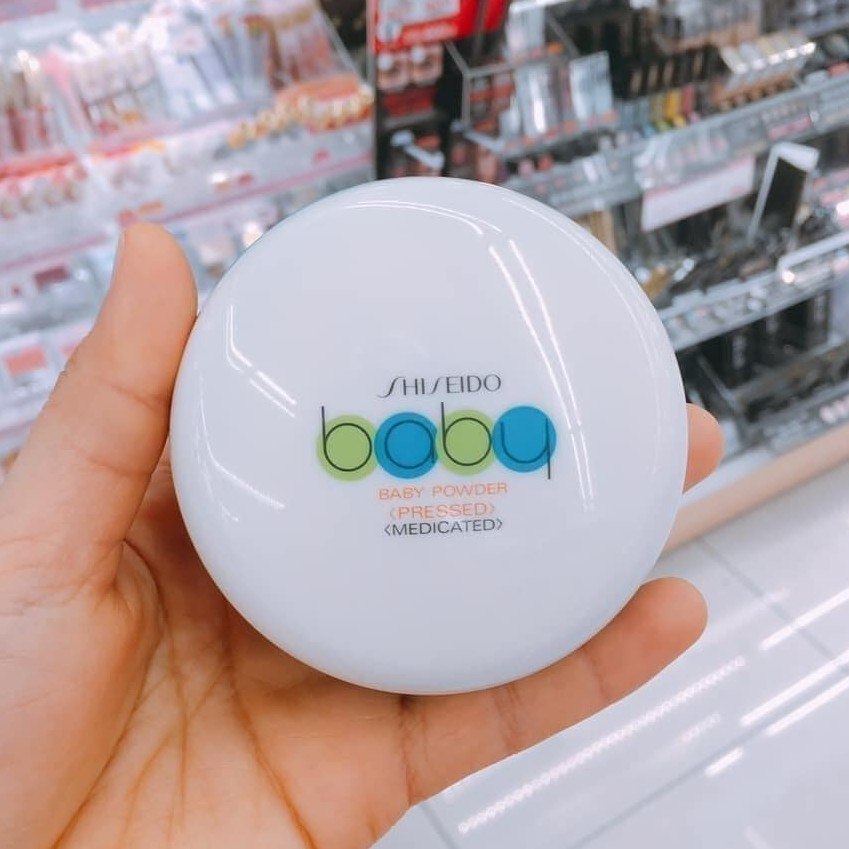 SHISEIDO
baby
BABY POWDER
〈PRESSED〉
〈MEDICATED〉